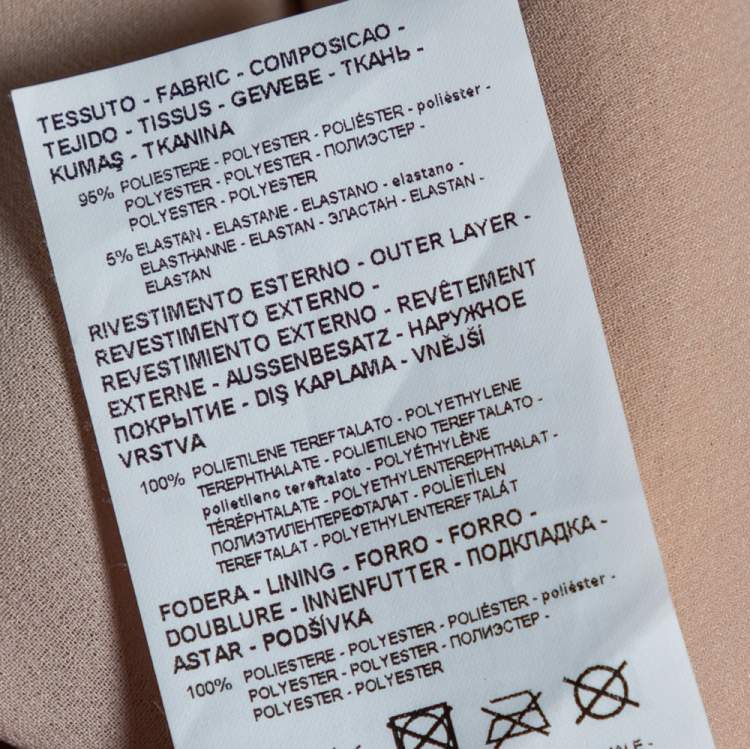 TESSUTO - FABRIC - COMPOSICAO -
TEJIDO - TISSUS - GEWEBE - ТКАНЬ -
KUMAŞ - TKANINA
95% POLIESTERE - POLYESTER - POLIÉSTER - poliéster -
POLYESTER - POLYESTER - ПОЛИЭСТЕР -
POLYESTER - POLYESTER
5% ELASTAN - ELASTANE - ELASTANO - elastano -
ELASTHANNE - ELASTAN - ЭЛАСТАН - ELASTAN -
ELASTAN
RIVESTIMENTO ESTERNO - OUTER LAYER -
REVESTIMENTO EXTERNO -
REVESTIMIENTO EXTERNO - REVÊTEMENT
EXTERNE - AUSSENBESATZ - НАРУЖНОЕ
ПОКРЫТИЕ - DIŞ KAPLAMA - VNĚJŠÍ
VRSTVA
100% POLIETILENE TEREFTALATO - POLYETHYLENE
TEREPHTHALATE - POLIETILENO TEREFTALATO -
polietileno tereftalato - POLYÉTHYLÈNE
TÉRÉPHTALATE - POLYETHYLENTEREPHTHALAT -
ПОЛИЭТИЛЕНТЕРЕФТАЛАТ - POLIETİLEN
TEREFTALAT - POLYETHYLENTEREFTALÁT
FODERA - LINING - FORRO - FORRO -
DOUBLURE - INNENFUTTER - ПОДКЛАДКА -
ASTAR - PODŠÍVKA
100% POLIESTERE - POLYESTER - POLIÉSTER - poliéster -
POLYESTER - POLYESTER - ПОЛИЭСТЕР -
POLYESTER - POLYESTER